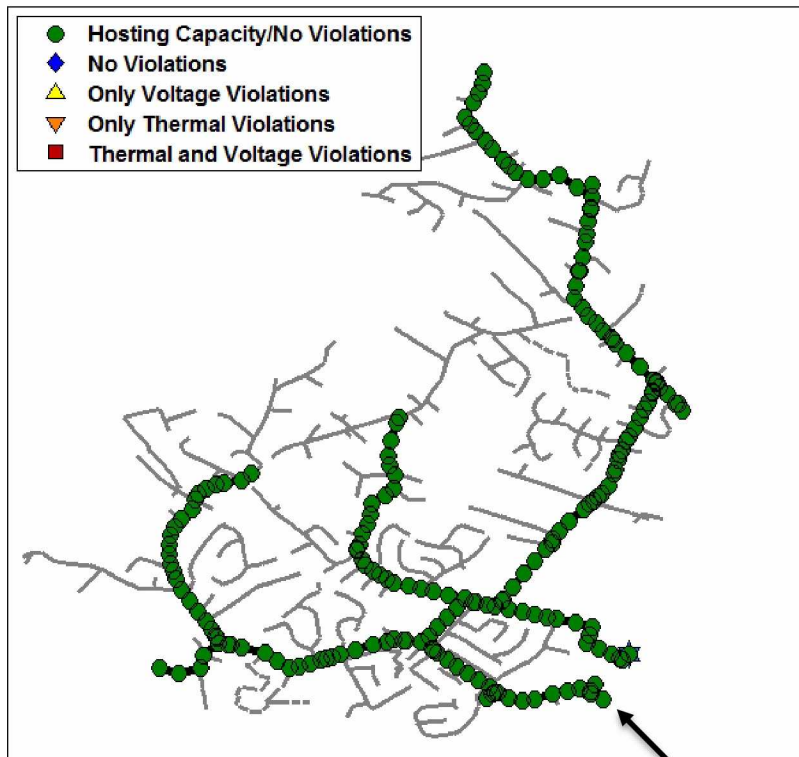 Hosting Capacity/No Violations
No Violations
Only Voltage Violations
Only Thermal Violations
Thermal and Voltage Violations